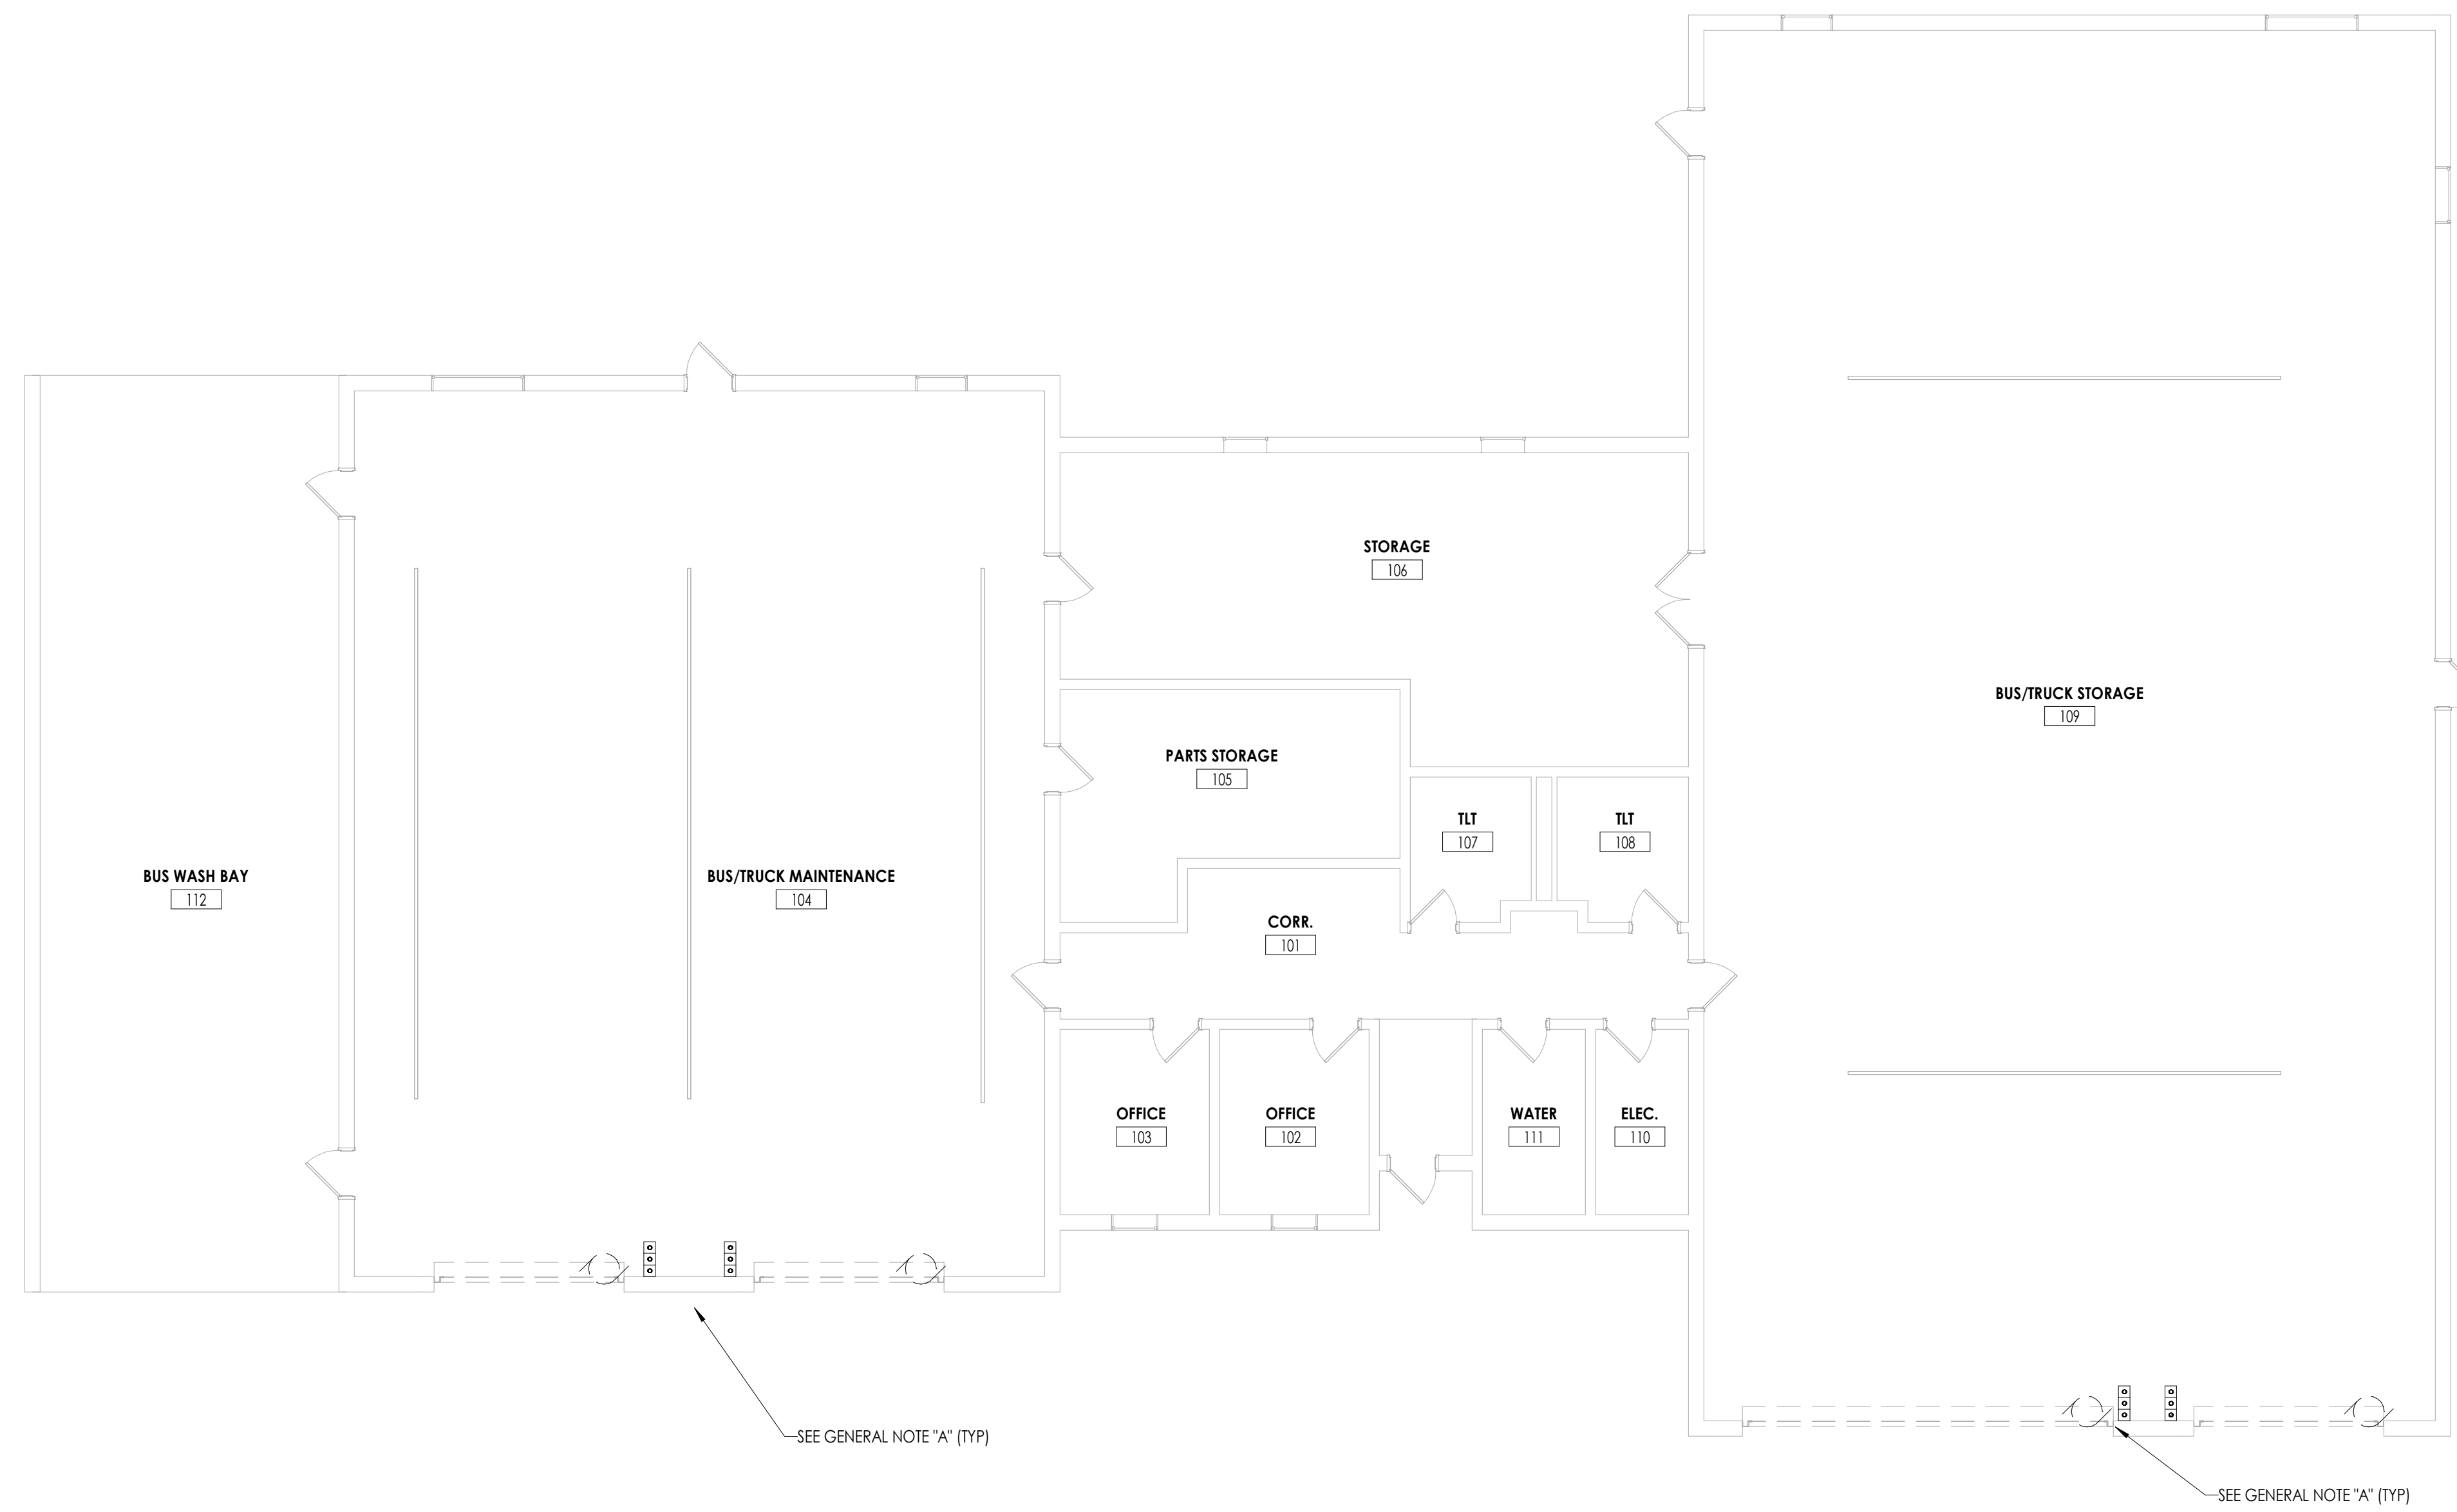 STORAGE
106
BUS/TRUCK STORAGE
109
PARTS STORAGE
105
TLT
107
TLT
108
BUS WASH BAY
112
BUS/TRUCK MAINTENANCE
104
CORR.
101
OFFICE
103
OFFICE
102
WATER
111
ELEC.
110
SEE GENERAL NOTE "A" (TYP)
SEE GENERAL NOTE "A" (TYP)